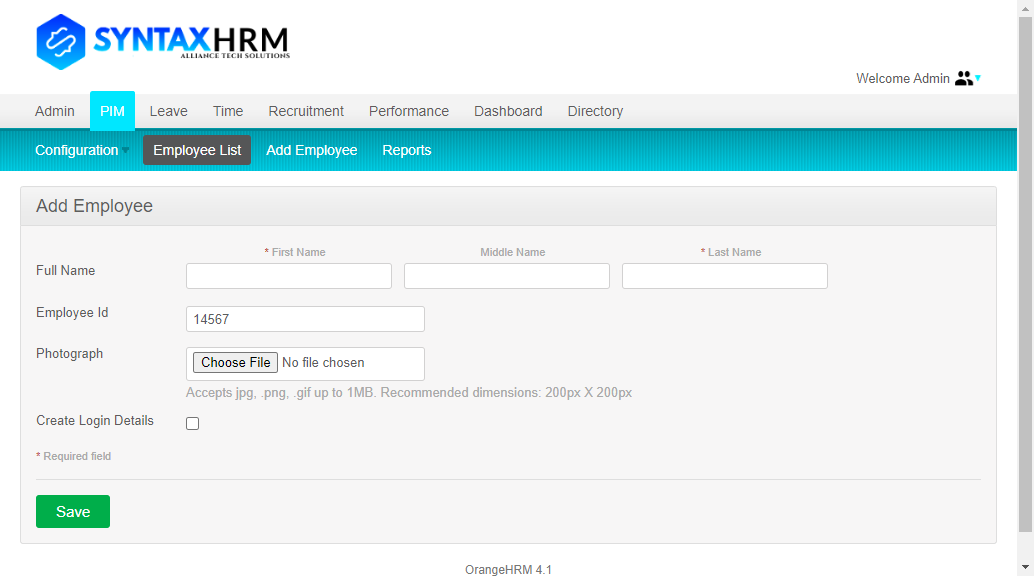 SYNTAXHRM
ALLIANCE TECH SOLUTIONS
Welcome Admin
Admin PIM Leave Time Recruitment Performance Dashboard Directory
Configuration Employee List Add Employee Reports
Add Employee
* First Name Middle Name * Last Name
Full Name
Employee Id 14567
Photograph Choose File No file chosen
Accepts jpg, .png, .gif up to 1MB. Recommended dimensions: 200px X 200px
Create Login Details
* Required field
Save
OrangeHRM 4.1